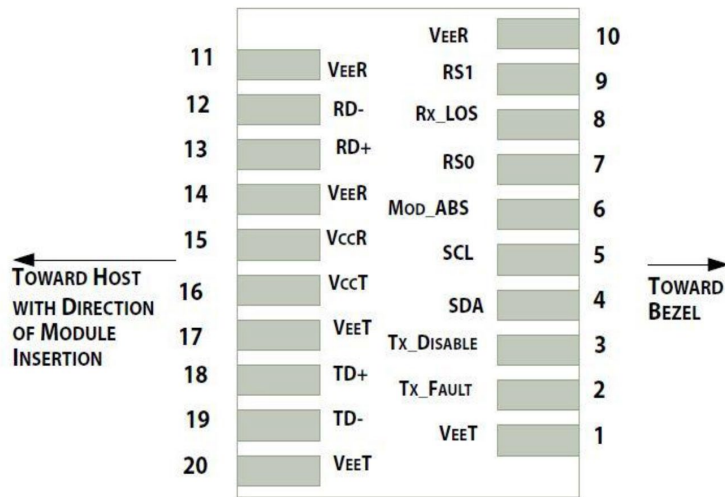 VEER 10
11 VEER
RS1 9
12 RD-
RX_LOS 8
13 RD+
RS0 7
14 VEER
MOD_ABS 6
15 VCCR
SCL 5
TOWARD HOST
WITH DIRECTION
OF MODULE
INSERTION
16 VCCT
SDA 4
TOWARD
BEZEL
17 VEET
TX_DISABLE 3
18 TD+
TX_FAULT 2
19 TD-
VEET 1
20 VEET